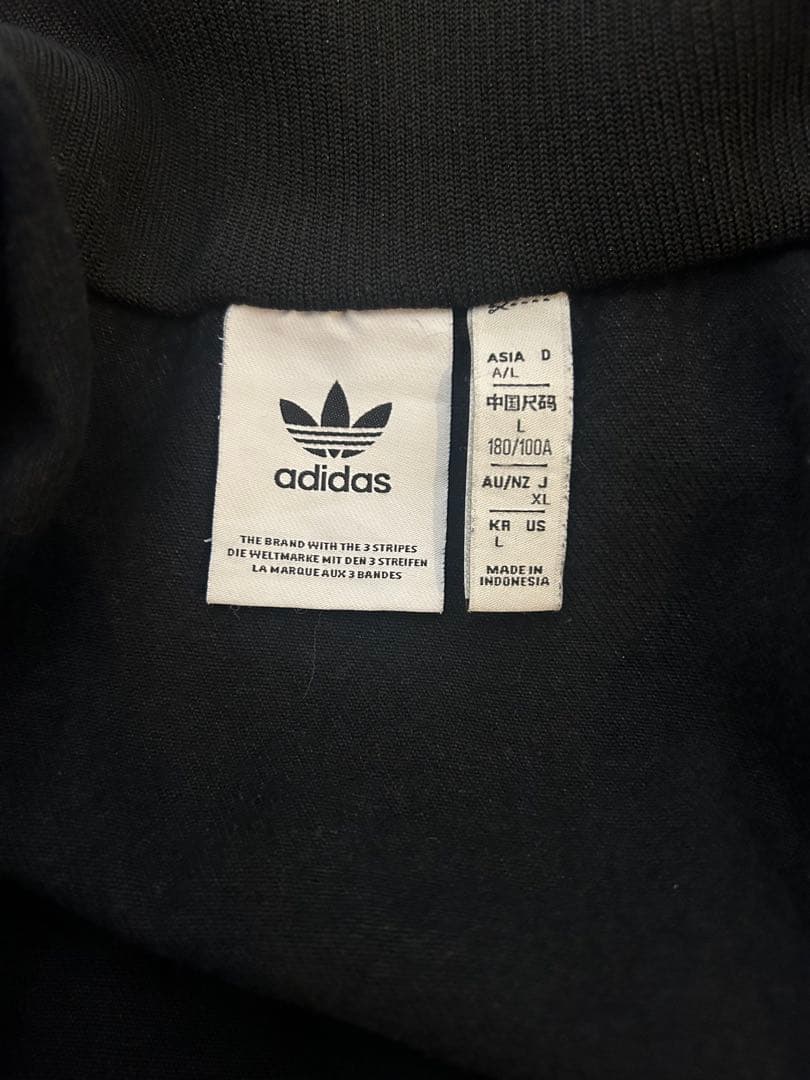 adidas
THE BRAND WITH THE 3 STRIPES
DIE WELTMARKE MIT DEN 3 STREIFEN
LA MARQUE AUX 3 BANDES
ASIA D
A/L
中国尺码
L
180/100A
AU/NZ J
XL
KR US
L
MADE IN
INDONESIA